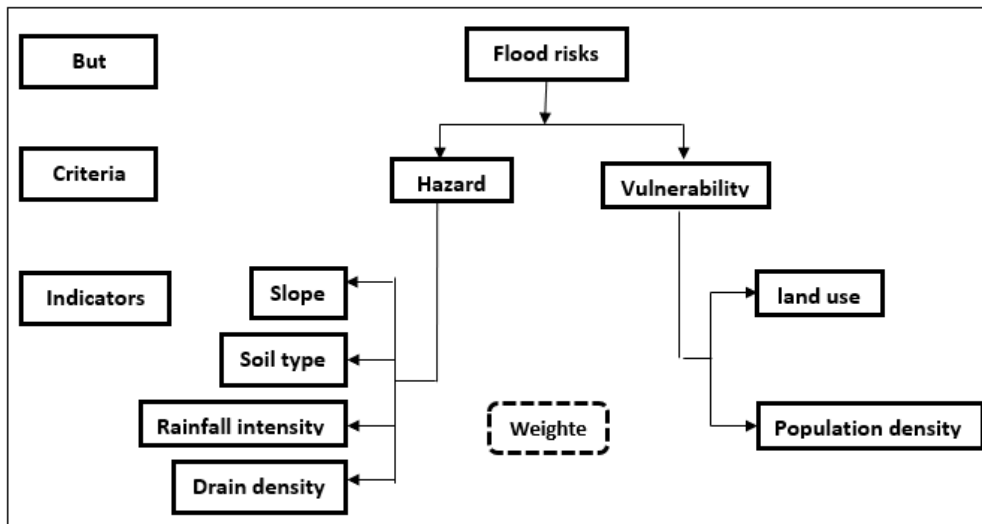 But
Flood risks
Criteria
Hazard
Vulnerability
Indicators
Slope
land use
Soil type
Rainfall intensity
Weighte
Population density
Drain density